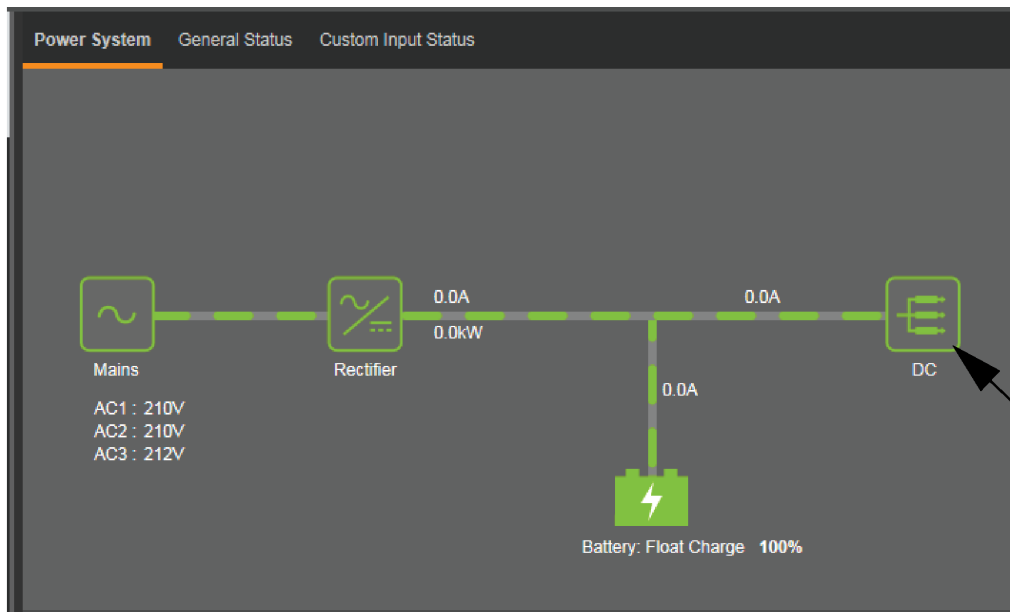 Power System General Status Custom Input Status
0.0A 0.0A
0.0kW
Mains Rectifier DC
0.0A
AC1 : 210V
AC2 : 210V
AC3 : 212V
Battery: Float Charge 100%